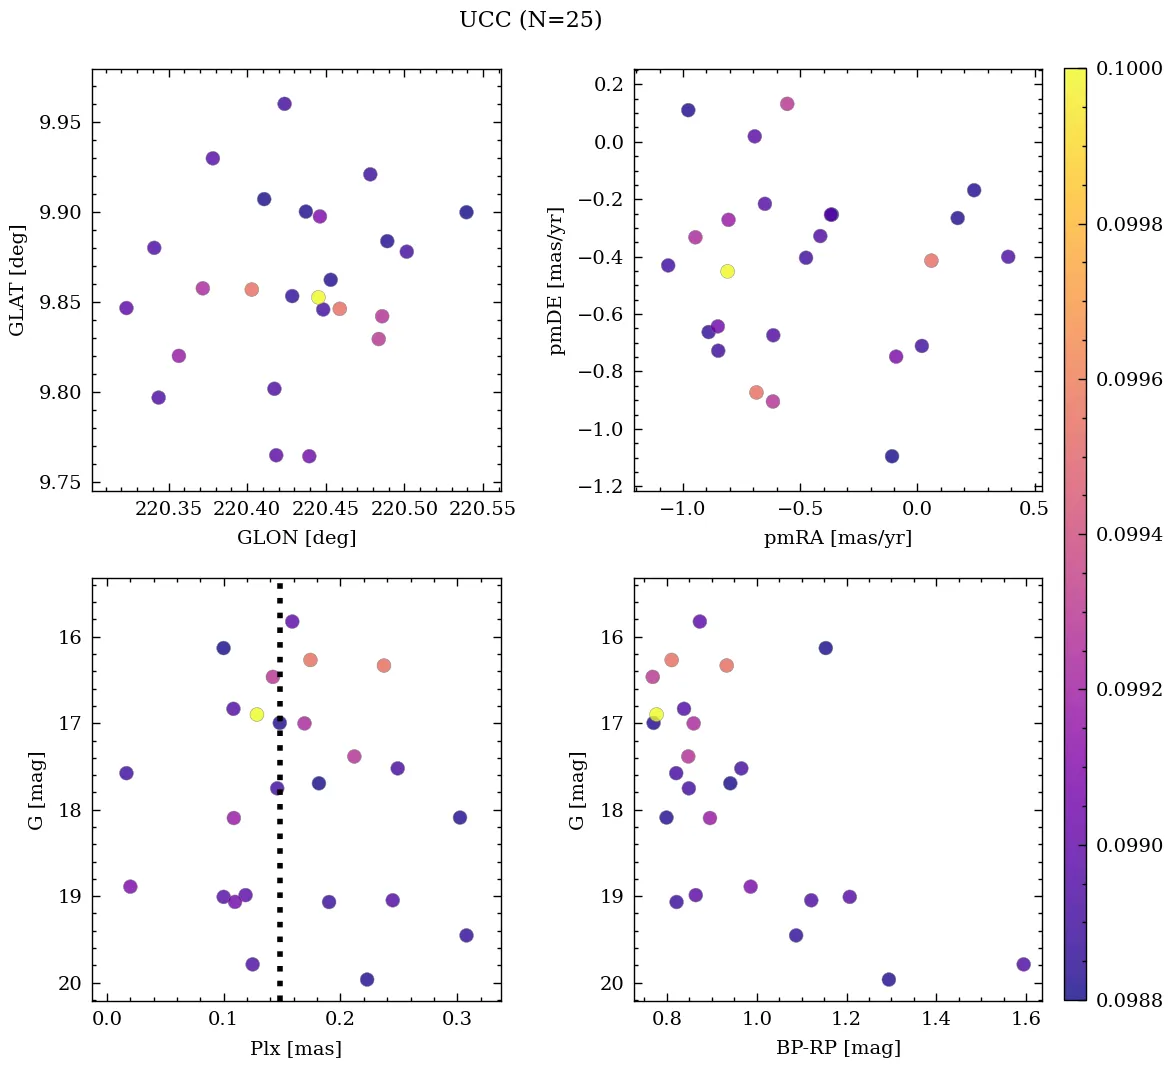 UCC (N=25)
9.95
9.90
9.85
9.80
9.75
GLAT [deg]
220.35 220.40 220.45 220.50 220.55
GLON [deg]
0.2
0.0
−0.2
−0.4
−0.6
−0.8
−1.0
−1.2
pmDE [mas/yr]
−1.0 −0.5 0.0 0.5
pmRA [mas/yr]
16
17
18
19
20
G [mag]
0.0 0.1 0.2 0.3
Plx [mas]
16
17
18
19
20
G [mag]
0.8 1.0 1.2 1.4 1.6
BP-RP [mag]
0.1000
0.0998
0.0996
0.0994
0.0992
0.0990
0.0988